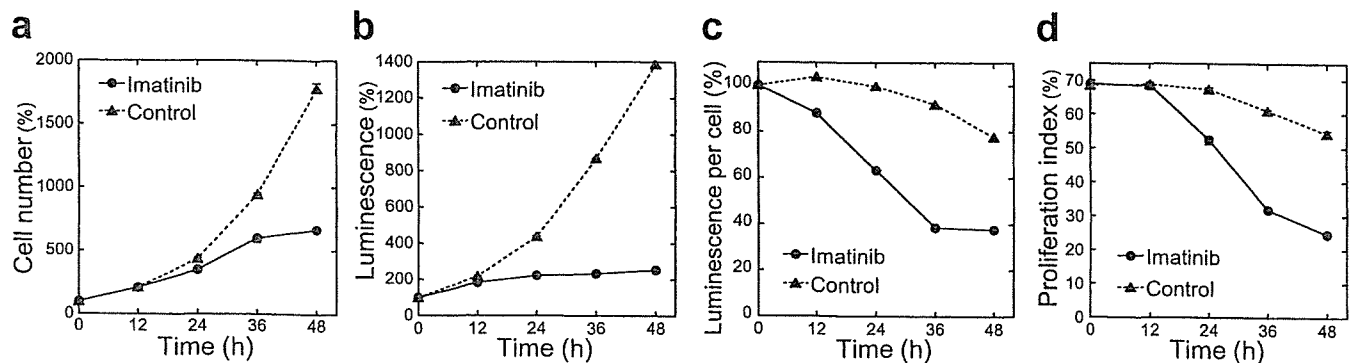 a
b
c
d
Cell number (%)
2000
1500
1000
500
0
Imatinib
Control
0 12 24 36 48
Time (h)
Luminescence (%)
1400
1200
1000
800
600
400
200
0
Imatinib
Control
0 12 24 36 48
Time (h)
Luminescence per cell (%)
100
80
60
40
20
0
Imatinib
Control
0 12 24 36 48
Time (h)
Proliferation index (%)
70
60
50
40
30
20
10
0
Imatinib
Control
0 12 24 36 48
Time (h)